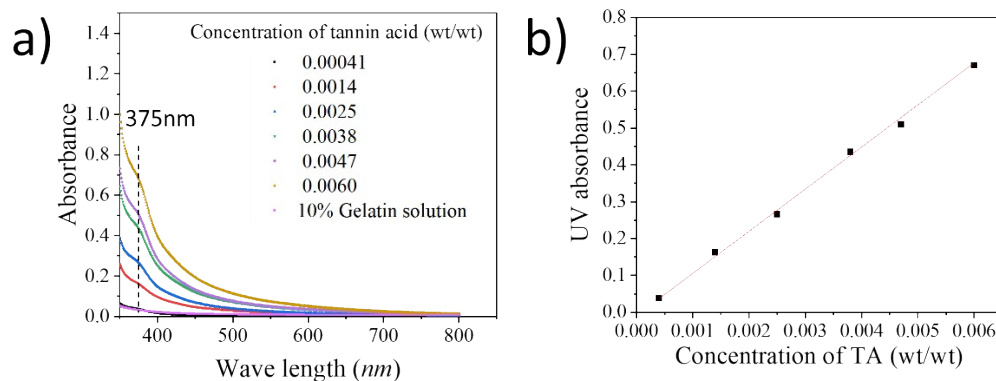 a)
Absorbance
1.4
1.2
1.0
0.8
0.6
0.4
0.2
0.0
Concentration of tannin acid (wt/wt)
0.00041
0.0014
0.0025
0.0038
0.0047
0.0060
10% Gelatin solution
375nm
400 500 600 700 800
Wave length (nm)
b)
UV absorbance
0.8
0.7
0.6
0.5
0.4
0.3
0.2
0.1
0.0
0.000 0.001 0.002 0.003 0.004 0.005 0.006
Concentration of TA (wt/wt)